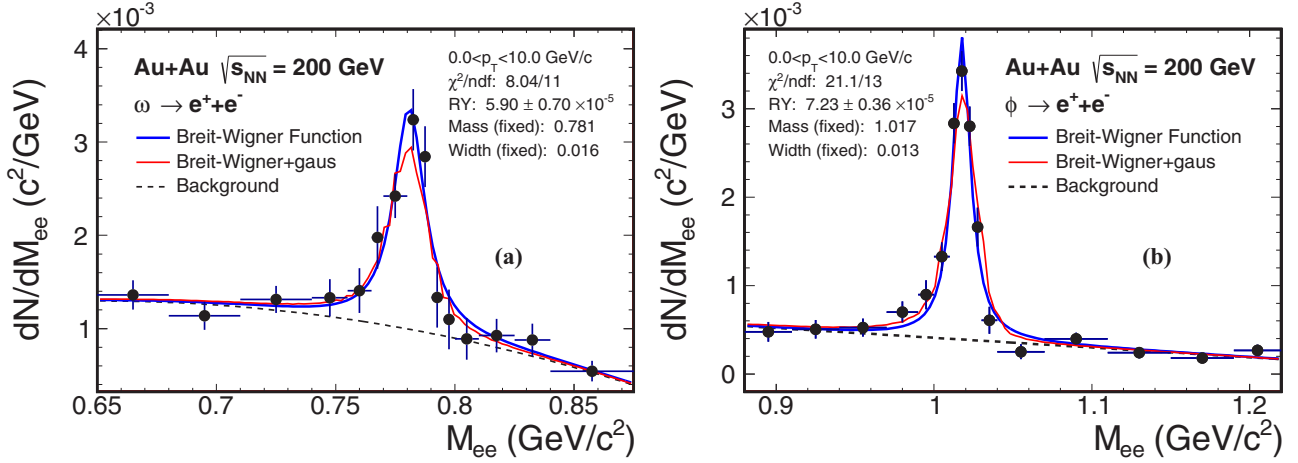 ×10⁻³
Au+Au √s_NN = 200 GeV
ω → e⁺+e⁻
Breit-Wigner Function
Breit-Wigner+gaus
Background
0.0<p_T<10.0 GeV/c
χ²/ndf: 8.04/11
RY: 5.90 ± 0.70 ×10⁻⁵
Mass (fixed): 0.781
Width (fixed): 0.016
(a)
dN/dM_ee (c²/GeV)
4
3
2
1
0.65 0.7 0.75 0.8 0.85
M_ee (GeV/c²)
×10⁻³
0.0<p_T<10.0 GeV/c
χ²/ndf: 21.1/13
RY: 7.23 ± 0.36 ×10⁻⁵
Mass (fixed): 1.017
Width (fixed): 0.013
Au+Au √s_NN = 200 GeV
ϕ → e⁺+e⁻
Breit-Wigner Function
Breit-Wigner+gaus
Background
(b)
dN/dM_ee (c²/GeV)
3
2
1
0
0.9 1 1.1 1.2
M_ee (GeV/c²)